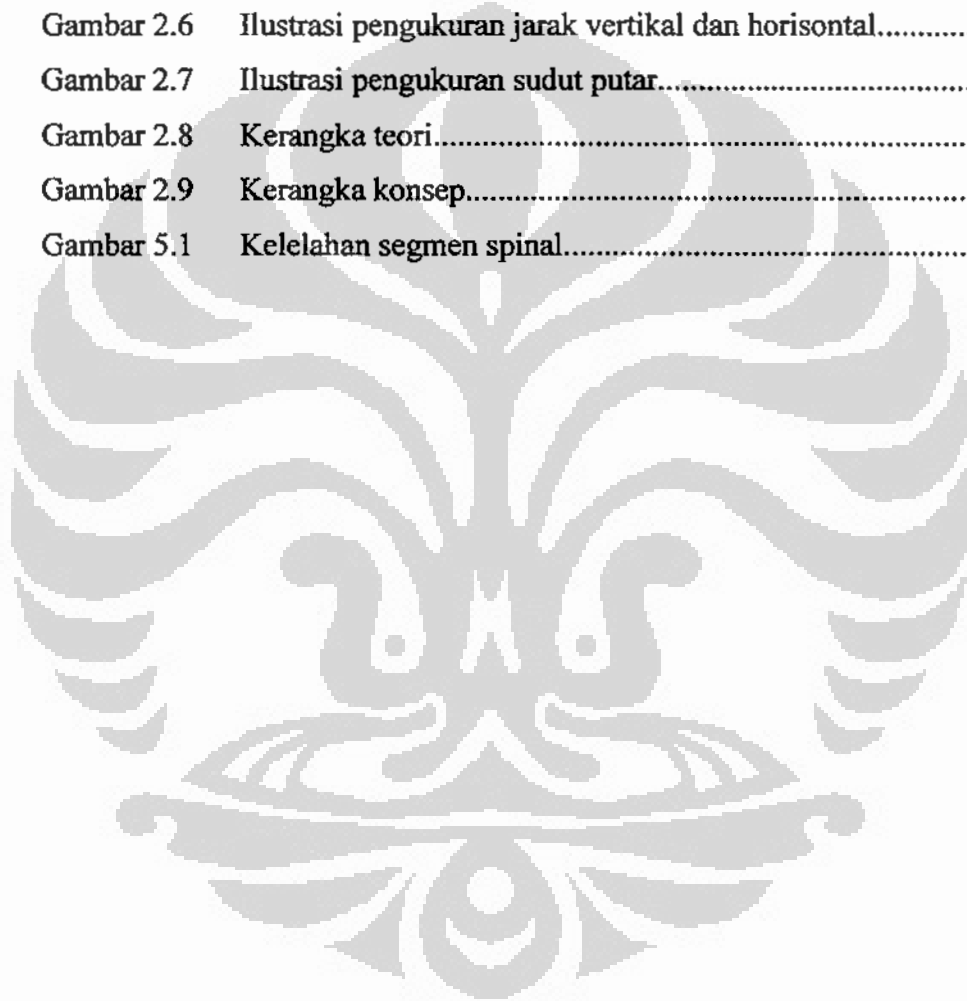 Gambar 2.6 Ilustrasi pengukuran jarak vertikal dan horisontal...........
Gambar 2.7 Ilustrasi pengukuran sudut putar.....................................
Gambar 2.8 Kerangka teori................................................................
Gambar 2.9 Kerangka konsep............................................................
Gambar 5.1 Kelelahan segmen spinal................................................